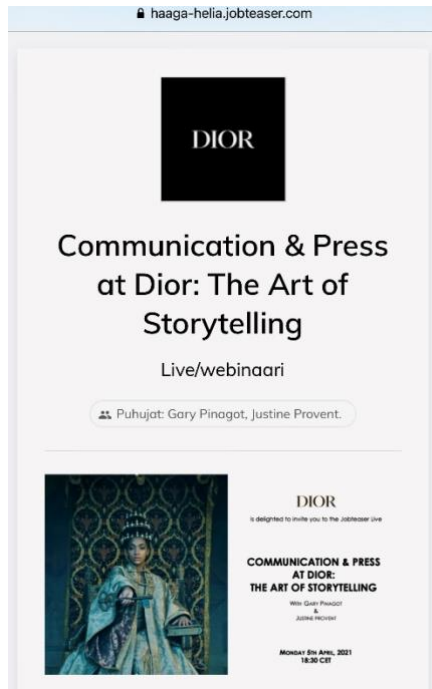 haaga-helia.jobteaser.com
DIOR
Communication & Press
at Dior: The Art of
Storytelling
Live/webinaari
Puhujat: Gary Pinagot, Justine Provent.
DIOR
is delighted to invite you to the Jobteaser Live
COMMUNICATION & PRESS
AT DIOR:
THE ART OF STORYTELLING
With Gary Pinagot
&
Justine Provent
Monday 5th April, 2021
18:30 CET